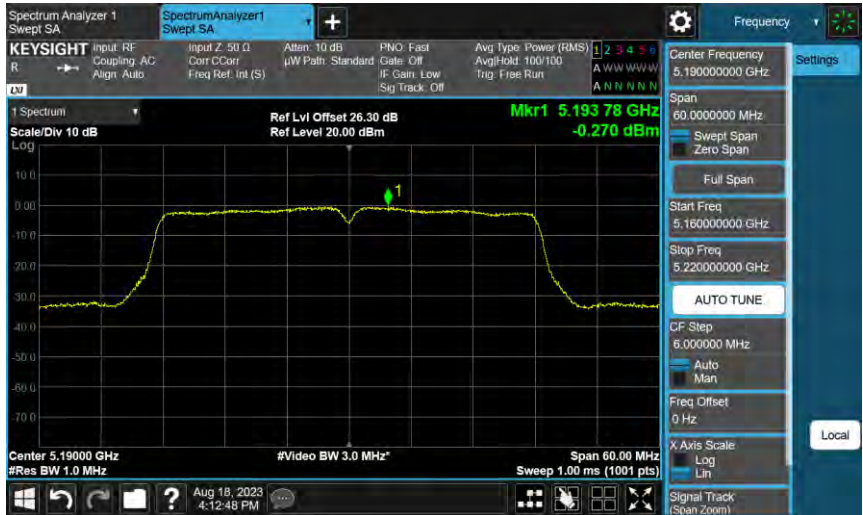 Spectrum Analyzer 1
Swept SA
SpectrumAnalyzer1
Swept SA
Frequency
KEYSIGHT
R
LXI
Input: RF
Coupling: AC
Align: Auto
Input Z: 50 Ω
Corr CCorr
Freq Ref: Int (S)
Atten: 10 dB
µW Path: Standard
PNO: Fast
Gate: Off
IF Gain: Low
Sig Track: Off
Avg Type: Power (RMS)
Avg|Hold: 100/100
Trig: Free Run
1 2 3 4 5 6
A W W W W W
A N N N N N
1 Spectrum
Scale/Div 10 dB
Ref Lvl Offset 26.30 dB
Ref Level 20.00 dBm
Mkr1 5.193 78 GHz
-0.270 dBm
Log
10.0
0.00
-10.0
-20.0
-30.0
-40.0
-50.0
-60.0
-70.0
1
Center 5.19000 GHz
#Res BW 1.0 MHz
#Video BW 3.0 MHz*
Span 60.00 MHz
Sweep 1.00 ms (1001 pts)
Center Frequency
5.190000000 GHz
Span
60.0000000 MHz
Swept Span
Zero Span
Full Span
Start Freq
5.160000000 GHz
Stop Freq
5.220000000 GHz
AUTO TUNE
CF Step
6.000000 MHz
Auto
Man
Freq Offset
0 Hz
X Axis Scale
Log
Lin
Signal Track
(Span Zoom)
Settings
Local
?
Aug 18, 2023
4:12:48 PM